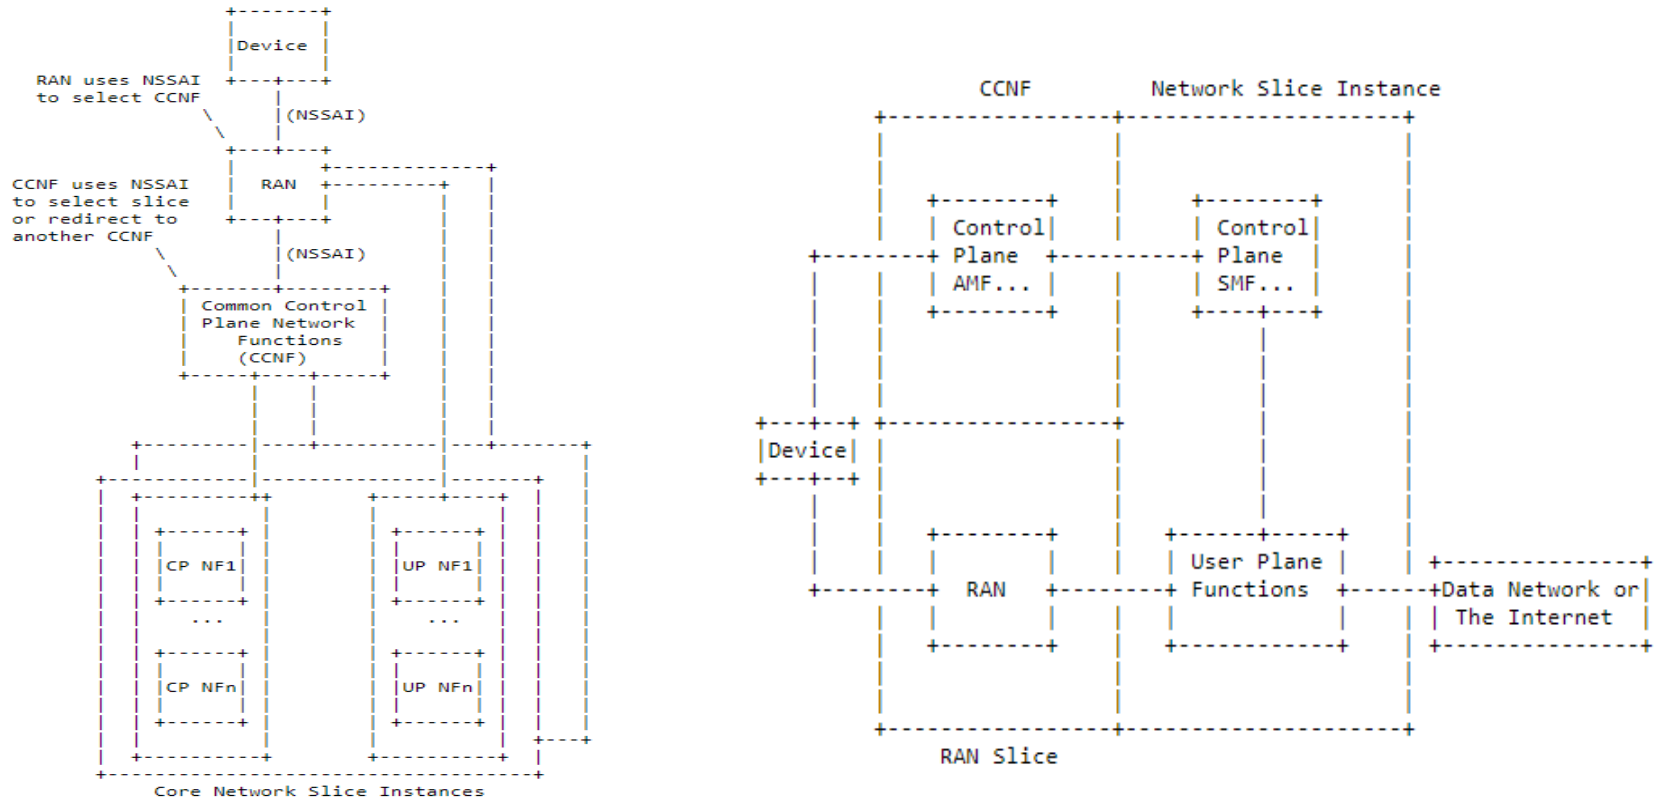 Device
RAN uses NSSAI
to select CCNF
(NSSAI)
RAN
CCNF uses NSSAI
to select slice
or redirect to
another CCNF
(NSSAI)
Common Control
Plane Network
Functions
(CCNF)
CP NF1
UP NF1
...
...
CP NFn
UP NFn
Core Network Slice Instances
CCNF
Network Slice Instance
Control
Plane
AMF...
Control
Plane
SMF...
Device
RAN
User Plane
Functions
Data Network or
The Internet
RAN Slice